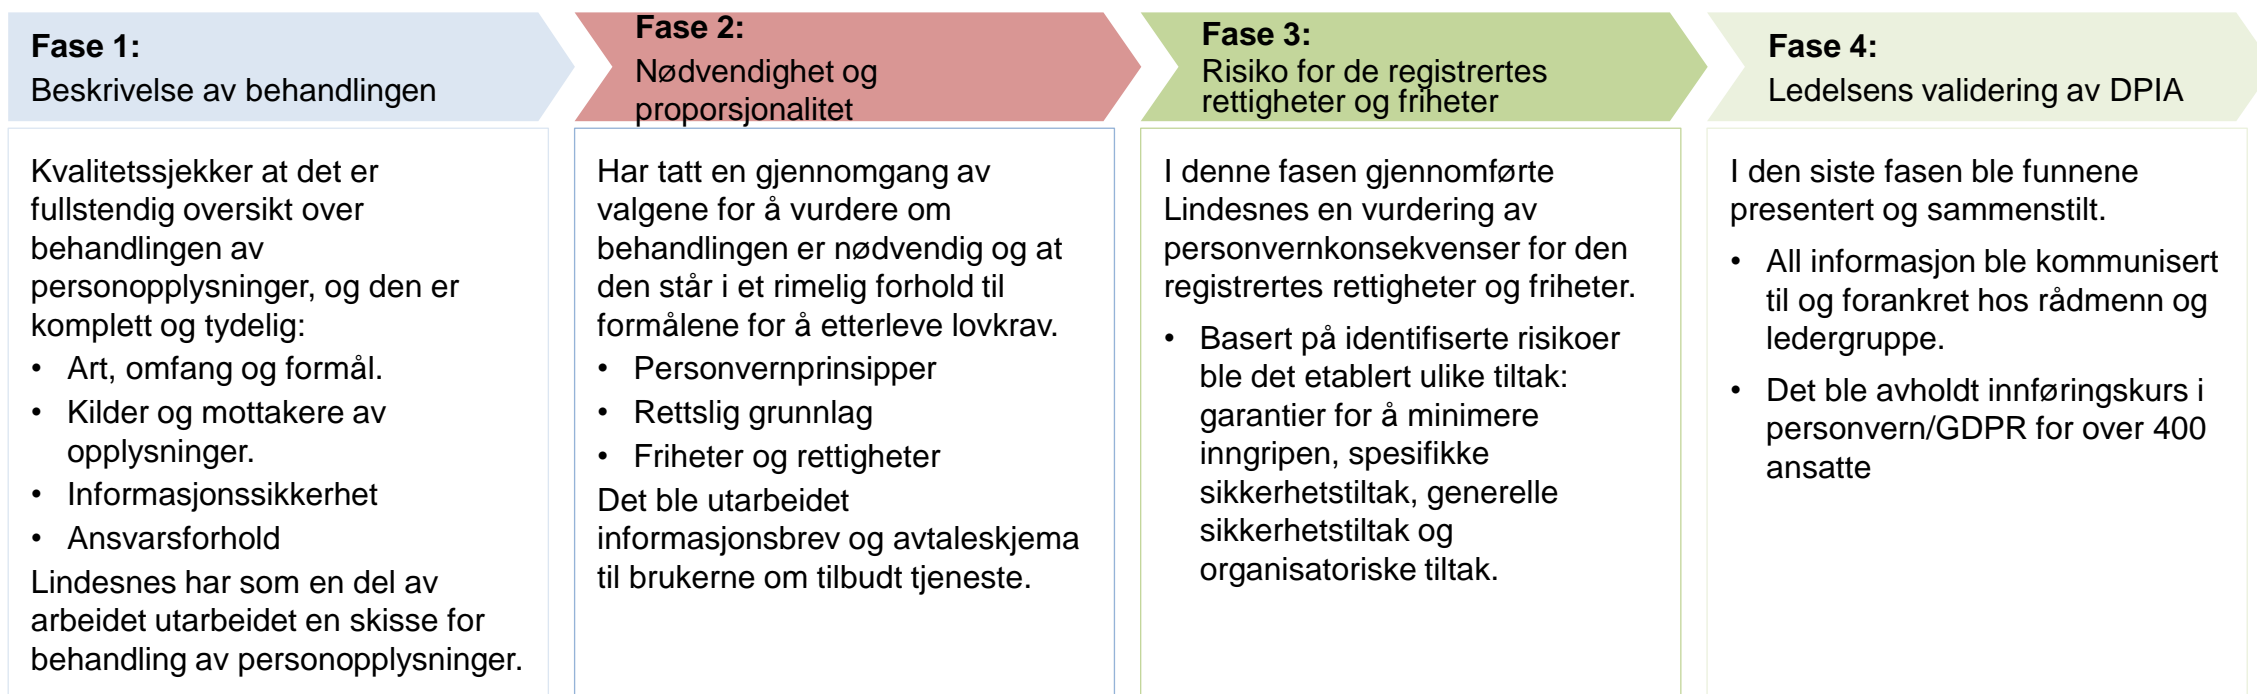 Fase 1:
Beskrivelse av behandlingen
Kvalitetssjekker at det er
fullstendig oversikt over
behandlingen av
personopplysninger, og den er
komplett og tydelig:
• Art, omfang og formål.
• Kilder og mottakere av
opplysninger.
• Informasjonssikkerhet
• Ansvarsforhold
Lindesnes har som en del av
arbeidet utarbeidet en skisse for
behandling av personopplysninger.
Fase 2:
Nødvendighet og
proporsjonalitet
Har tatt en gjennomgang av
valgene for å vurdere om
behandlingen er nødvendig og at
den står i et rimelig forhold til
formålene for å etterleve lovkrav.
• Personvernprinsipper
• Rettslig grunnlag
• Friheter og rettigheter
Det ble utarbeidet
informasjonsbrev og avtaleskjema
til brukerne om tilbudt tjeneste.
Fase 3:
Risiko for de registrertes
rettigheter og friheter
I denne fasen gjennomførte
Lindesnes en vurdering av
personvernkonsekvenser for den
registrertes rettigheter og friheter.
• Basert på identifiserte risikoer
ble det etablert ulike tiltak:
garantier for å minimere
inngripen, spesifikke
sikkerhetstiltak, generelle
sikkerhetstiltak og
organisatoriske tiltak.
Fase 4:
Ledelsens validering av DPIA
I den siste fasen ble funnene
presentert og sammenstilt.
• All informasjon ble kommunisert
til og forankret hos rådmenn og
ledergruppe.
• Det ble avholdt innføringskurs i
personvern/GDPR for over 400
ansatte